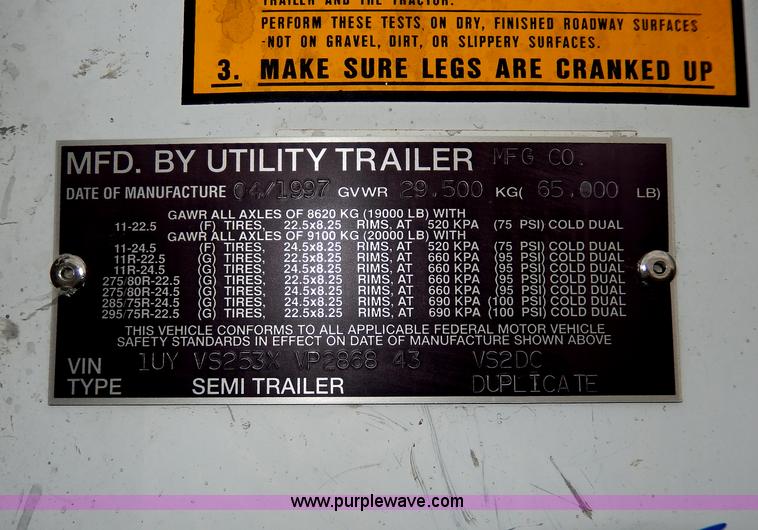 TRAILER AND THE TRACTOR.
PERFORM THESE TESTS ON DRY, FINISHED ROADWAY SURFACES
-NOT ON GRAVEL, DIRT, OR SLIPPERY SURFACES.
3. MAKE SURE LEGS ARE CRANKED UP
MFD. BY UTILITY TRAILER MFG CO.
DATE OF MANUFACTURE 04/1997 GVWR 29.500 KG( 65.000 LB)
GAWR ALL AXLES OF 8620 KG (19000 LB) WITH
11-22.5 (F) TIRES, 22.5x8.25 RIMS, AT 520 KPA (75 PSI) COLD DUAL
GAWR ALL AXLES OF 9100 KG (20000 LB) WITH
11-24.5 (F) TIRES, 24.5x8.25 RIMS, AT 520 KPA (75 PSI) COLD DUAL
11R-22.5 (G) TIRES, 22.5x8.25 RIMS, AT 660 KPA (95 PSI) COLD DUAL
11R-24.5 (G) TIRES, 24.5x8.25 RIMS, AT 660 KPA (95 PSI) COLD DUAL
275/80R-22.5 (G) TIRES, 22.5x8.25 RIMS, AT 660 KPA (95 PSI) COLD DUAL
275/80R-24.5 (G) TIRES, 24.5x8.25 RIMS, AT 660 KPA (95 PSI) COLD DUAL
285/75R-24.5 (G) TIRES, 24.5x8.25 RIMS, AT 690 KPA (100 PSI) COLD DUAL
295/75R-22.5 (G) TIRES, 22.5x8.25 RIMS, AT 690 KPA (100 PSI) COLD DUAL
THIS VEHICLE CONFORMS TO ALL APPLICABLE FEDERAL MOTOR VEHICLE
SAFETY STANDARDS IN EFFECT ON DATE OF MANUFACTURE SHOWN ABOVE
VIN 1UY VS253X VP2868 43 VS2DC
TYPE SEMI TRAILER DUPLICATE
www.purplewave.com